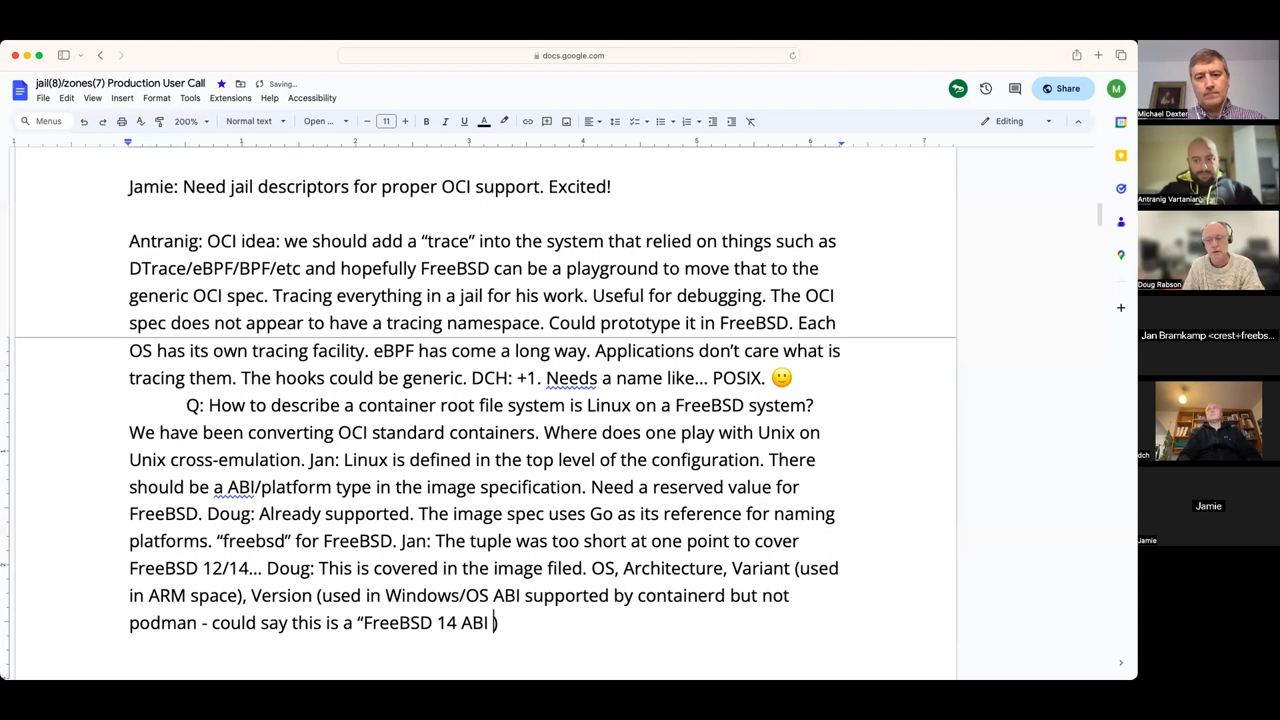 docs.google.com
jail(8)/zones(7) Production User Call
Saving...
File Edit View Insert Format Tools Extensions Help Accessibility
Share
M
Menus
200%
Normal text
Open ...
11
B
I
U
A
Editing
1
1
2
3
4
5
6
7
Jamie: Need jail descriptors for proper OCI support. Excited!
Antranig: OCI idea: we should add a “trace” into the system that relied on things such as
DTrace/eBPF/BPF/etc and hopefully FreeBSD can be a playground to move that to the
generic OCI spec. Tracing everything in a jail for his work. Useful for debugging. The OCI
spec does not appear to have a tracing namespace. Could prototype it in FreeBSD. Each
OS has its own tracing facility. eBPF has come a long way. Applications don’t care what is
tracing them. The hooks could be generic. DCH: +1. Needs a name like... POSIX. 🙂
Q: How to describe a container root file system is Linux on a FreeBSD system?
We have been converting OCI standard containers. Where does one play with Unix on
Unix cross-emulation. Jan: Linux is defined in the top level of the configuration. There
should be a ABI/platform type in the image specification. Need a reserved value for
FreeBSD. Doug: Already supported. The image spec uses Go as its reference for naming
platforms. “freebsd” for FreeBSD. Jan: The tuple was too short at one point to cover
FreeBSD 12/14... Doug: This is covered in the image filed. OS, Architecture, Variant (used
in ARM space), Version (used in Windows/OS ABI supported by containerd but not
podman - could say this is a “FreeBSD 14 ABI )
Michael Dexter
Antranig Vartanian
Doug Rabson
Jan Bramkamp <crest+freebs...
dch
Jamie
Jamie